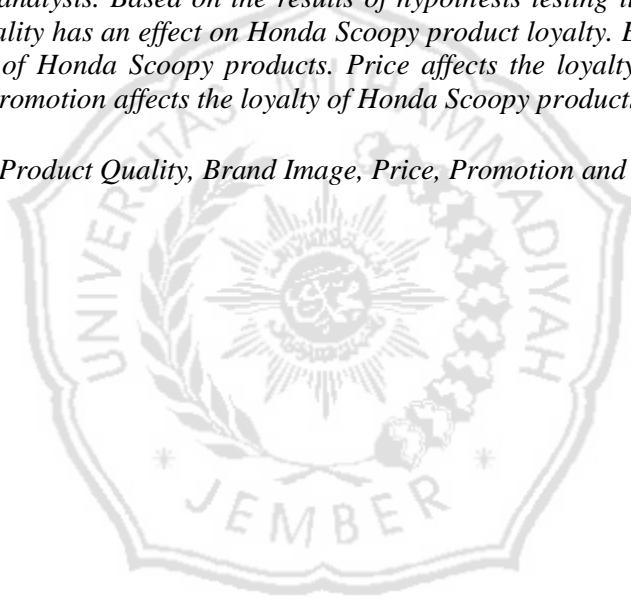 analysis. Based on the results of hypothesis testing
ality has an effect on Honda Scoopy product loyalty.
of Honda Scoopy products. Price affects the loyalty
romotion affects the loyalty of Honda Scoopy product
Product Quality, Brand Image, Price, Promotion and
UNIVERSITAS MUHAMMADIYAH
JEMBER